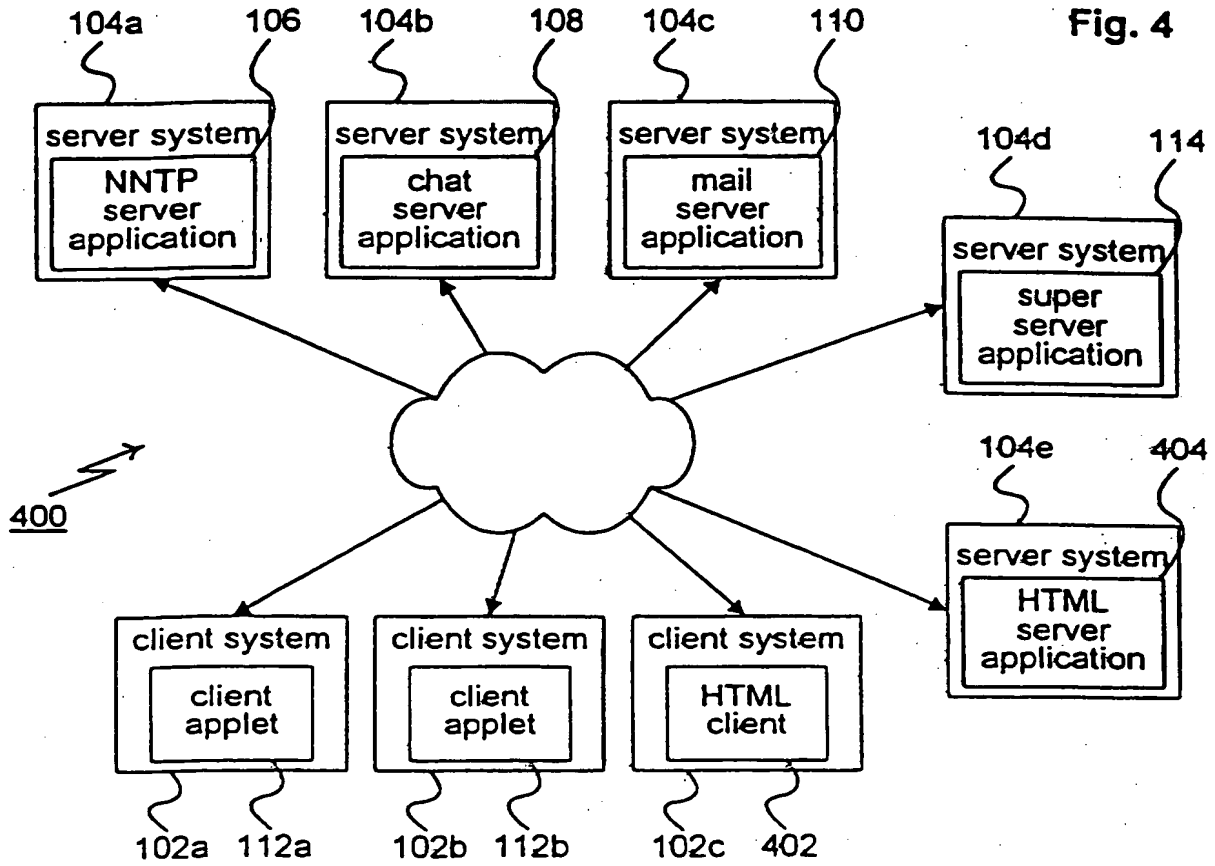 104a 106 104b 108 104c 110 Fig. 4
server system
NNTP
server
application
server system
chat
server
application
server system
mail
server
application
104d 114
server system
super
server
application
400
104e 404
server system
HTML
server
application
client system
client
applet
client system
client
applet
client system
HTML
client
102a 112a 102b 112b 102c 402